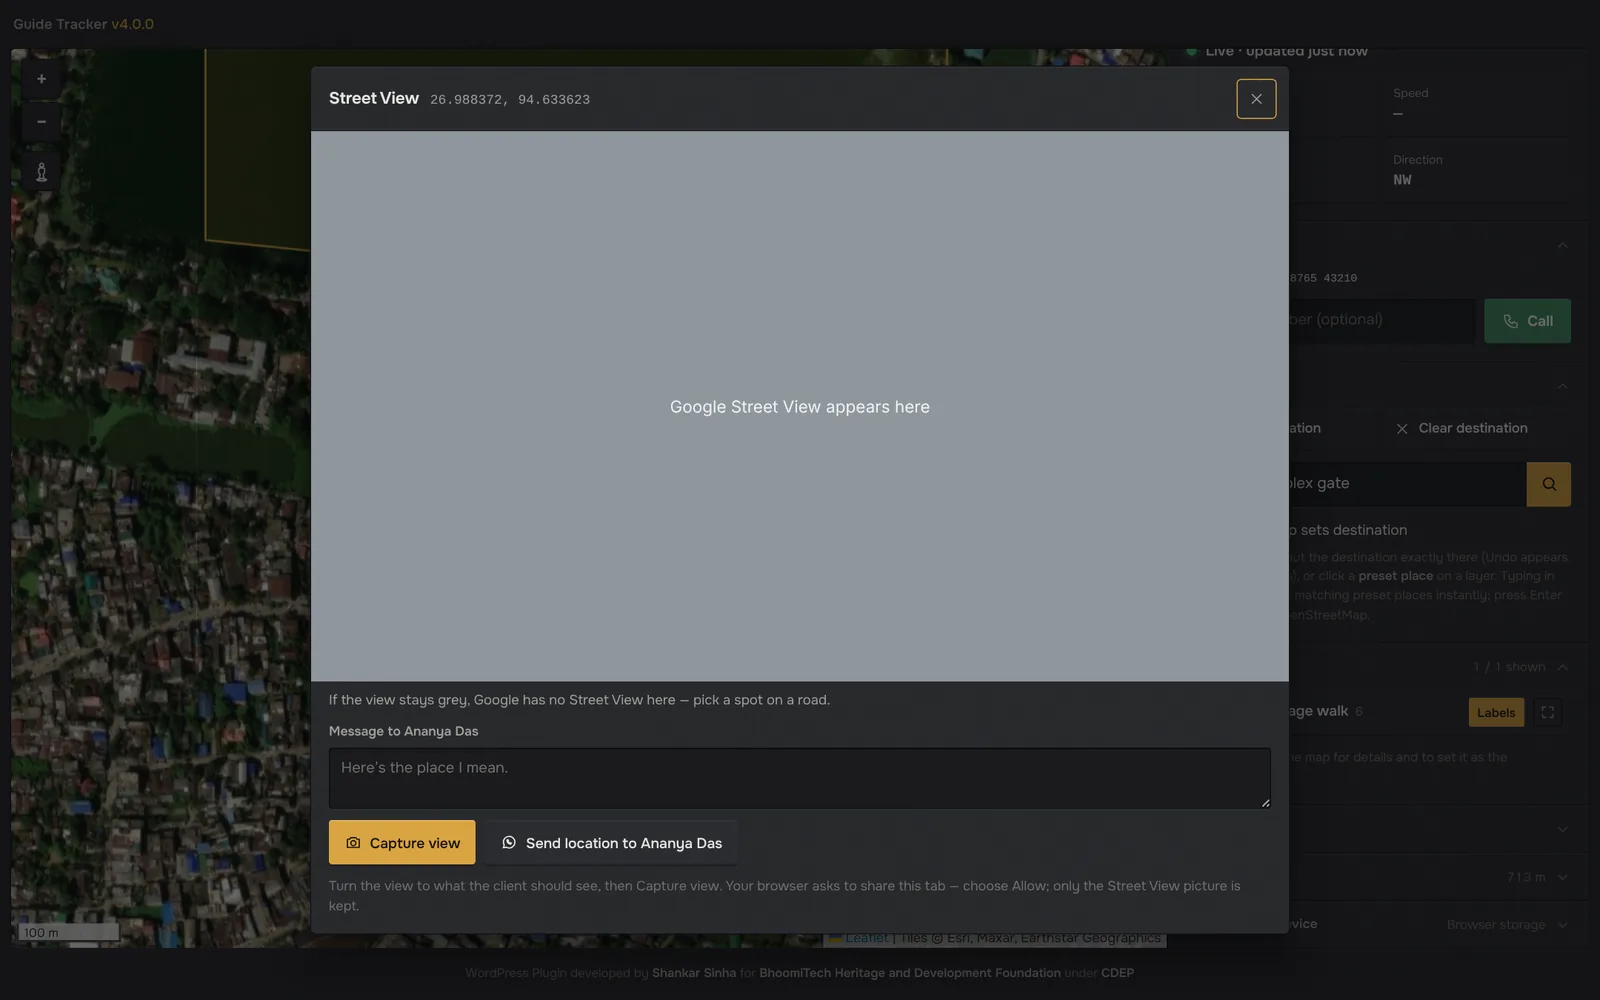 Guide Tracker v4.0.0
Live · updated just now
+
−
Street View 26.988372, 94.633623
Speed
—
Direction
NW
8765 43210
ber (optional)
Call
Google Street View appears here
ation
Clear destination
plex gate
p sets destination
ut the destination exactly there (Undo appears
), or click a preset place on a layer. Typing in
matching preset places instantly; press Enter
enStreetMap.
1 / 1 shown
If the view stays grey, Google has no Street View here — pick a spot on a road.
age walk 6
Labels
Message to Ananya Das
Here's the place I mean.
he map for details and to set it as the
Capture view
Send location to Ananya Das
Turn the view to what the client should see, then Capture view. Your browser asks to share this tab — choose Allow; only the Street View picture is
kept.
713 m
vice
Browser storage
100 m
Leaflet | Tiles © Esri, Maxar, Earthstar Geographics
WordPress Plugin developed by Shankar Sinha for BhoomiTech Heritage and Development Foundation under CDEP